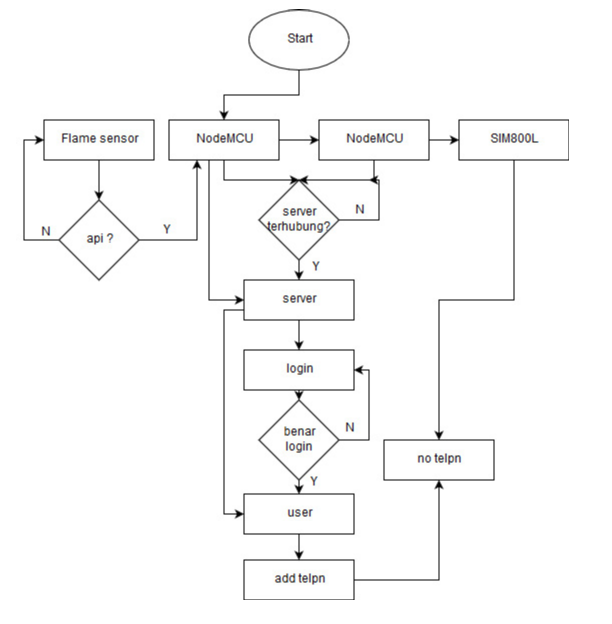 Start
Flame sensor
NodeMCU
NodeMCU
SIM800L
N
api ?
Y
server
terhubung?
N
Y
server
login
benar
login
N
Y
no telpn
user
add telpn